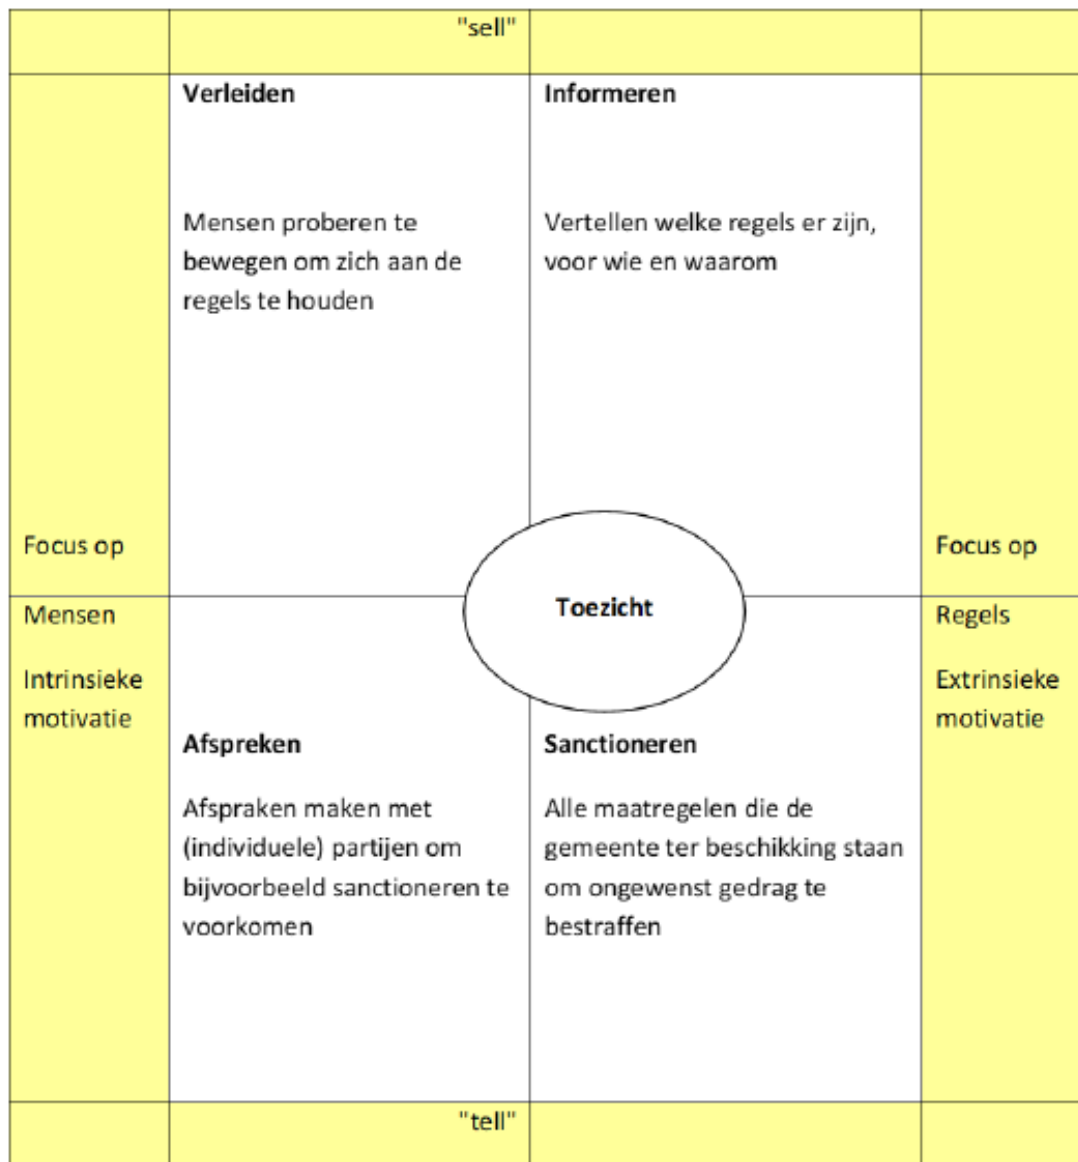 "sell"
Verleiden
Mensen proberen te
bewegen om zich aan de
regels te houden
Informeren
Vertellen welke regels er zijn,
voor wie en waarom
Focus op
Mensen
Intrinsieke
motivatie
Focus op
Regels
Extrinsieke
motivatie
Toezicht
Afspreken
Afspraken maken met
(individuele) partijen om
bijvoorbeeld sanctioneren te
voorkomen
Sanctioneren
Alle maatregelen die de
gemeente ter beschikking staan
om ongewenst gedrag te
bestraffen
"tell"